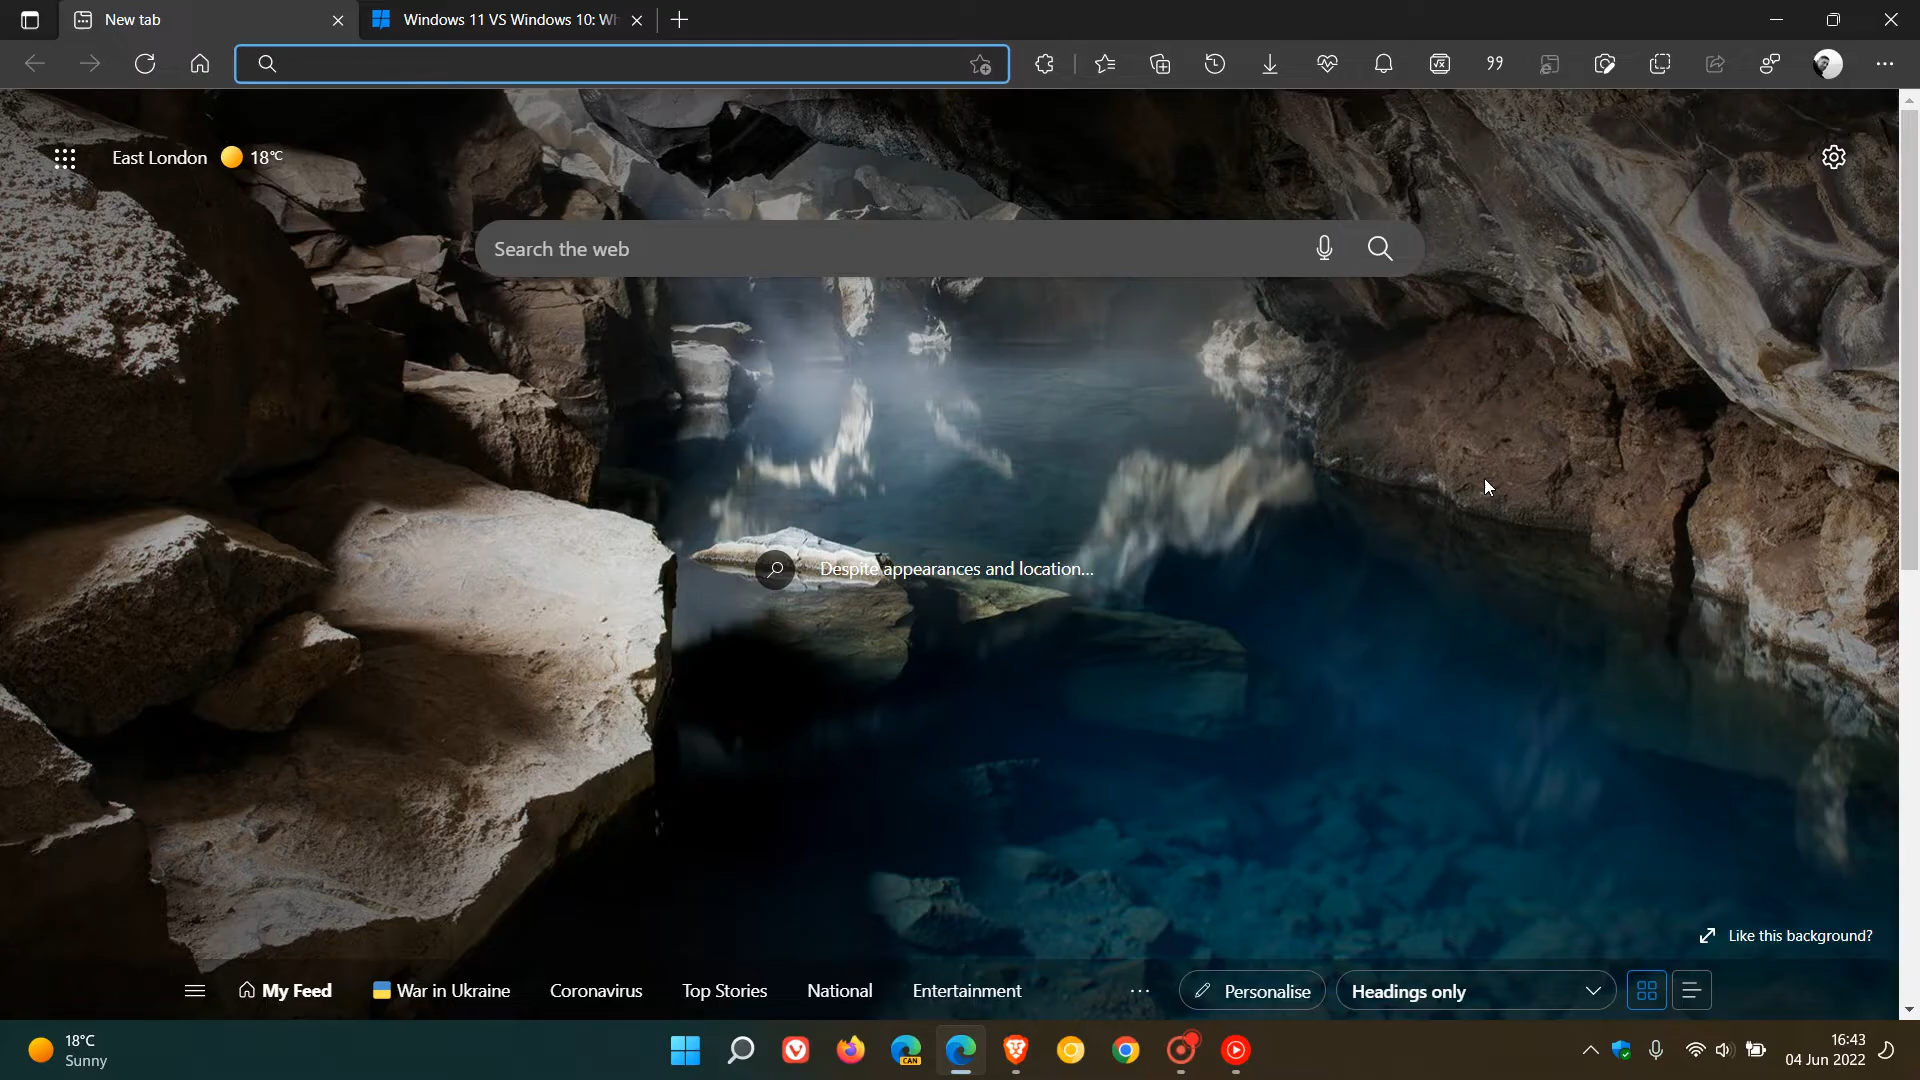 New tab
Windows 11 VS Windows 10: Wh
East London 18°C
Search the web
Despite appearances and location...
Like this background?
My Feed War in Ukraine Coronavirus Top Stories National Entertainment Personalise Headings only
18°C
Sunny
CAN
16:43
04 Jun 2022